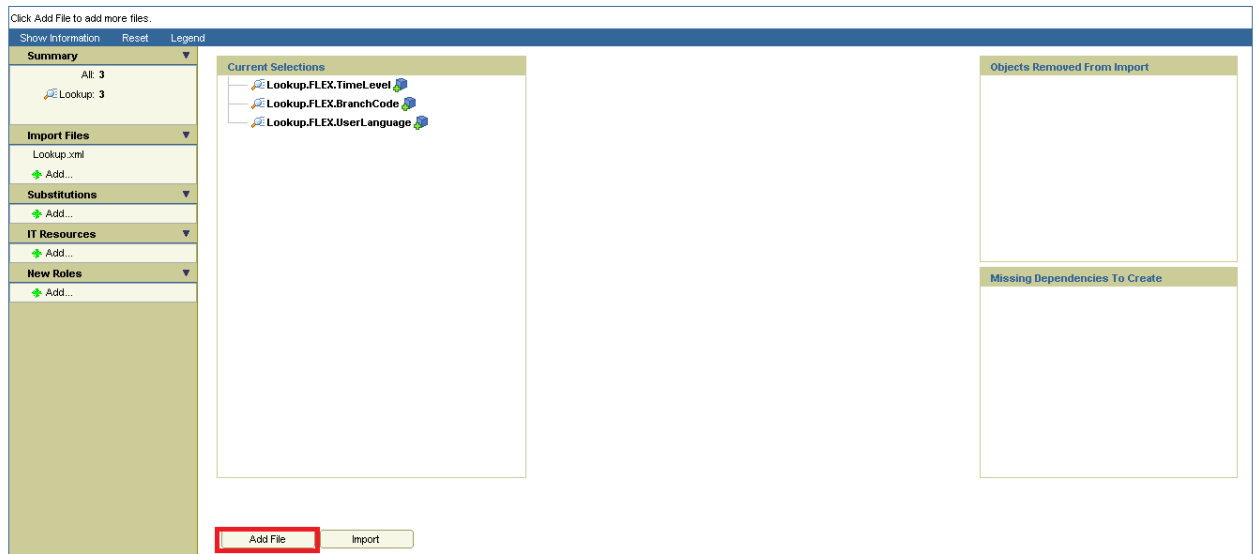 Click Add File to add more files.
Show Information Reset Legend
Summary
All: 3
Lookup: 3
Import Files
Lookup.xml
Add...
Substitutions
Add...
IT Resources
Add...
New Roles
Add...
Current Selections
Lookup.FLEX.TimeLevel
Lookup.FLEX.BranchCode
Lookup.FLEX.UserLanguage
Objects Removed From Import
Missing Dependencies To Create
Add File Import